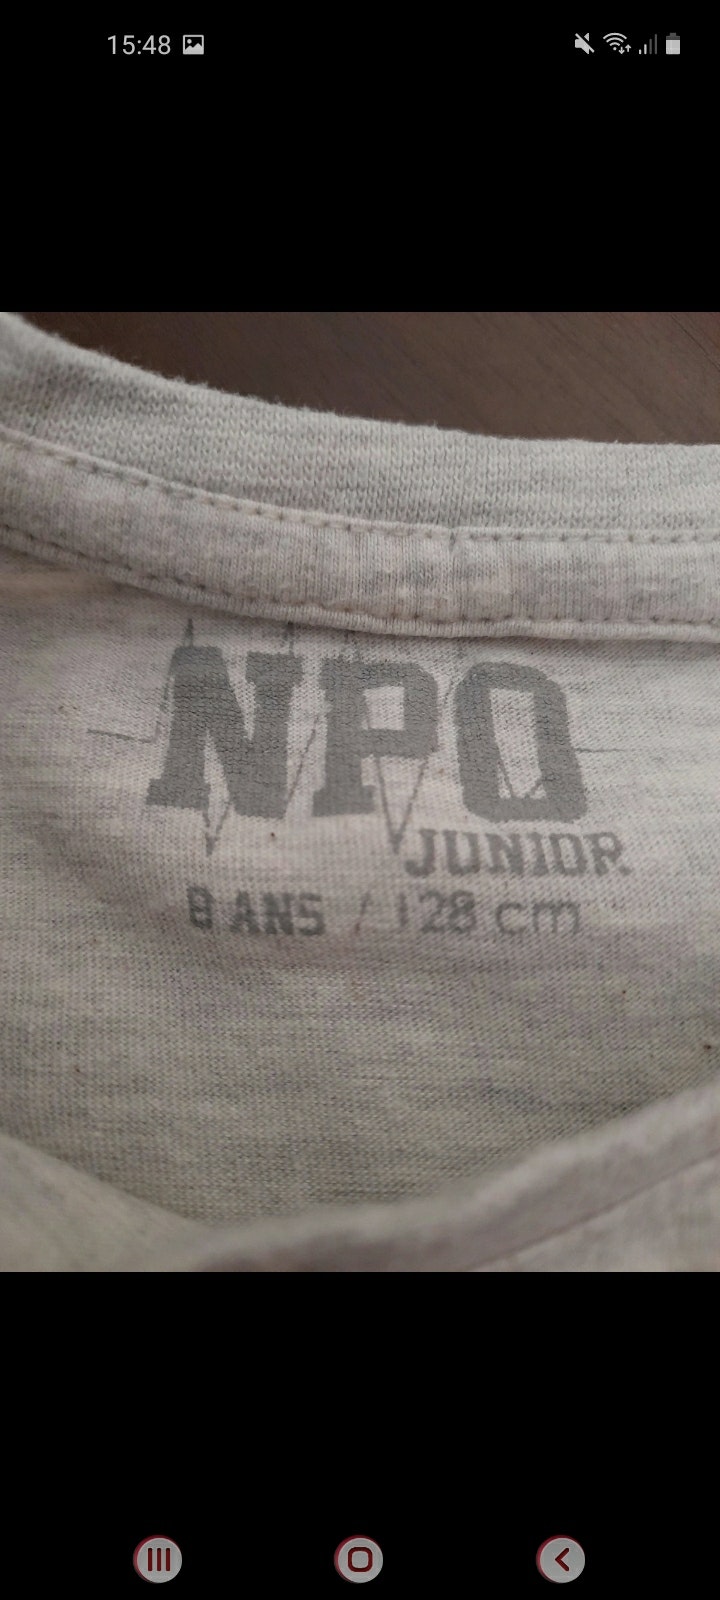 15:48
NPO
JUNIOR
8 ANS / 128 cm